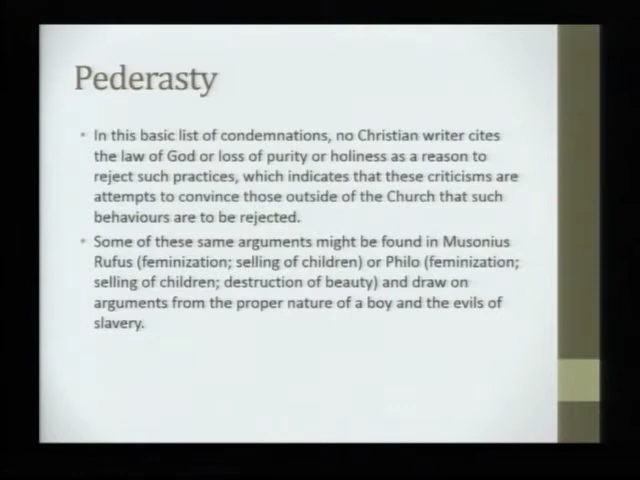 Pederasty
• In this basic list of condemnations, no Christian writer cites
the law of God or loss of purity or holiness as a reason to
reject such practices, which indicates that these criticisms are
attempts to convince those outside of the Church that such
behaviours are to be rejected.
• Some of these same arguments might be found in Musonius
Rufus (feminization; selling of children) or Philo (feminization;
selling of children; destruction of beauty) and draw on
arguments from the proper nature of a boy and the evils of
slavery.